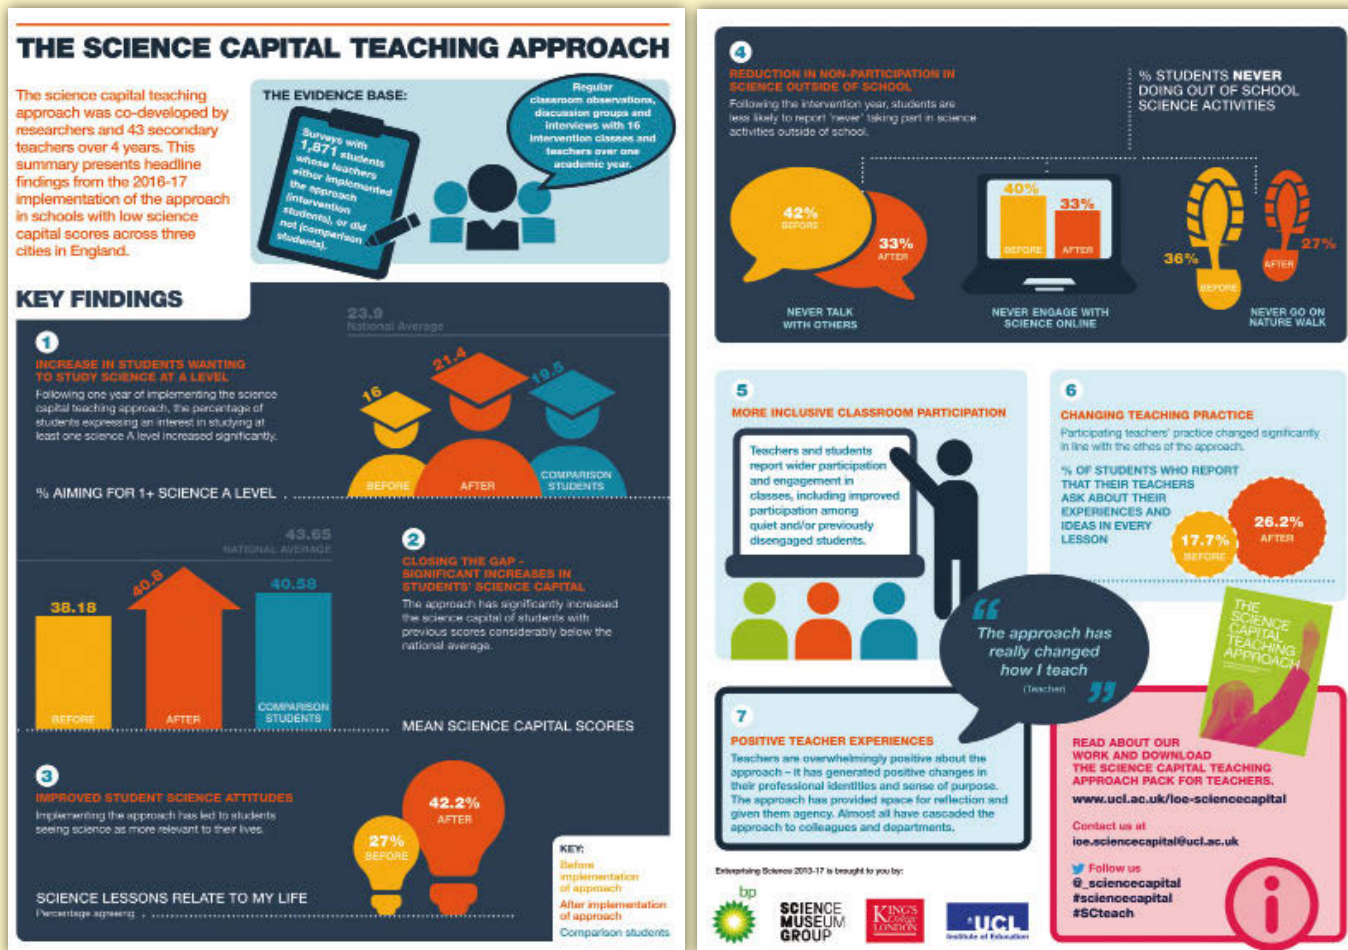 THE SCIENCE CAPITAL TEACHING APPROACH
The science capital teaching
approach was co-developed by
researchers and 43 secondary
teachers over 4 years. This
summary presents headline
findings from the 2016-17
implementation of the approach
in schools with low science
capital scores across three
cities in England.
THE EVIDENCE BASE:
Surveys with
1,871 students
whose teachers
either implemented
the approach
(intervention
students), or did
not (comparison
students).
Regular
classroom observations,
discussion groups and
interviews with 16
intervention classes and
teachers over one
academic year.
KEY FINDINGS
1
INCREASE IN STUDENTS WANTING
TO STUDY SCIENCE AT A LEVEL
Following one year of implementing the science
capital teaching approach, the percentage of
students expressing an interest in studying at
least one science A level increased significantly.
% AIMING FOR 1+ SCIENCE A LEVEL
23.9
National Average
16
21.4
19.5
BEFORE
AFTER
COMPARISON
STUDENTS
43.65
NATIONAL AVERAGE
38.18
40.8
40.58
BEFORE
AFTER
COMPARISON
STUDENTS
2
CLOSING THE GAP -
SIGNIFICANT INCREASES IN
STUDENTS' SCIENCE CAPITAL
The approach has significantly increased
the science capital of students with
previous scores considerably below the
national average.
MEAN SCIENCE CAPITAL SCORES
3
IMPROVED STUDENT SCIENCE ATTITUDES
Implementing the approach has led to students
seeing science as more relevant to their lives.
SCIENCE LESSONS RELATE TO MY LIFE
Percentage agreeing
27%
BEFORE
42.2%
AFTER
KEY:
Before
implementation
of approach
After implementation
of approach
Comparison students
4
REDUCTION IN NON-PARTICIPATION IN
SCIENCE OUTSIDE OF SCHOOL
Following the intervention year, students are
less likely to report 'never' taking part in science
activities outside of school.
% STUDENTS NEVER
DOING OUT OF SCHOOL
SCIENCE ACTIVITIES
42%
BEFORE
33%
AFTER
NEVER TALK
WITH OTHERS
40%
33%
BEFORE
AFTER
NEVER ENGAGE WITH
SCIENCE ONLINE
36%
BEFORE
27%
AFTER
NEVER GO ON
NATURE WALK
5
MORE INCLUSIVE CLASSROOM PARTICIPATION
Teachers and students
report wider participation
and engagement in
classes, including improved
participation among
quiet and/or previously
disengaged students.
6
CHANGING TEACHING PRACTICE
Participating teachers' practice changed significantly
in line with the ethos of the approach.
% OF STUDENTS WHO REPORT
THAT THEIR TEACHERS
ASK ABOUT THEIR
EXPERIENCES AND
IDEAS IN EVERY
LESSON
17.7%
BEFORE
26.2%
AFTER
“
The approach has
really changed
how I teach
(Teacher)
”
THE
SCIENCE
CAPITAL
TEACHING
APPROACH
7
POSITIVE TEACHER EXPERIENCES
Teachers are overwhelmingly positive about the
approach – it has generated positive changes in
their professional identities and sense of purpose.
The approach has provided space for reflection and
given them agency. Almost all have cascaded the
approach to colleagues and departments.
READ ABOUT OUR
WORK AND DOWNLOAD
THE SCIENCE CAPITAL TEACHING
APPROACH PACK FOR TEACHERS.
www.ucl.ac.uk/ioe-sciencecapital
Contact us at
ioe.sciencecapital@ucl.ac.uk
Follow us
@_sciencecapital
#sciencecapital
#SCteach
i
Enterprising Science 2013-17 is brought to you by:
bp
SCIENCE
MUSEUM
GROUP
KING'S
College
LONDON
UCL
Institute of Education